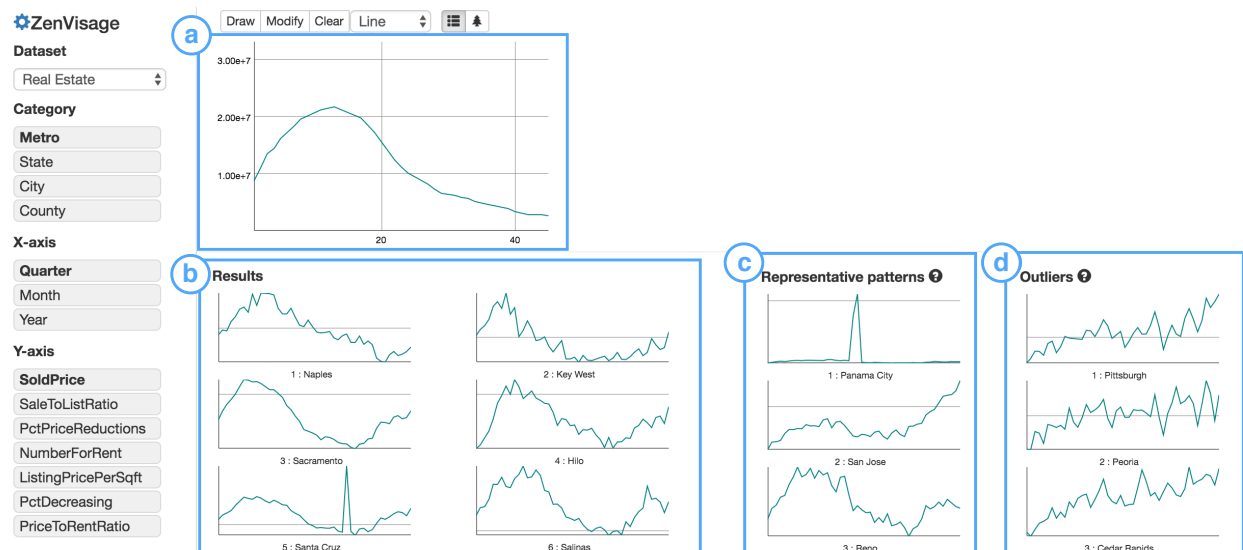 ZenVisage
Dataset
Real Estate
Category
Metro
State
City
County
X-axis
Quarter
Month
Year
Y-axis
SoldPrice
SaleToListRatio
PctPriceReductions
NumberForRent
ListingPricePerSqft
PctDecreasing
PriceToRentRatio
Draw Modify Clear Line
a
3.00e+7
2.00e+7
1.00e+7
20 40
b
Results
1 : Naples
2 : Key West
3 : Sacramento
4 : Hilo
5 : Santa Cruz
6 : Salinas
c
Representative patterns ?
1 : Panama City
2 : San Jose
3 : Reno
d
Outliers ?
1 : Pittsburgh
2 : Peoria
3 : Cedar Rapids